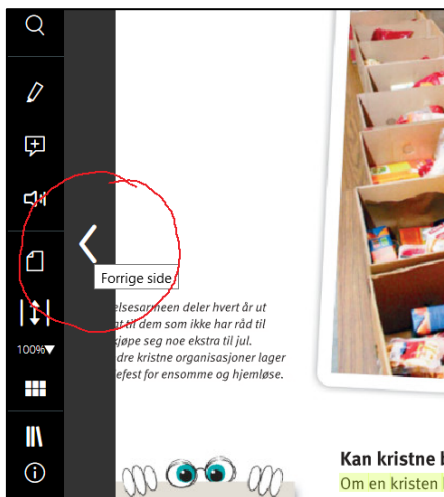 Forrige side
elsesarmeen deler hvert år ut
at til dem som ikke har råd til
kjøpe seg noe ekstra til jul.
dre kristne organisasjoner lager
efest for ensomme og hjemløse.
100%
Kan kristne
Om en kristen